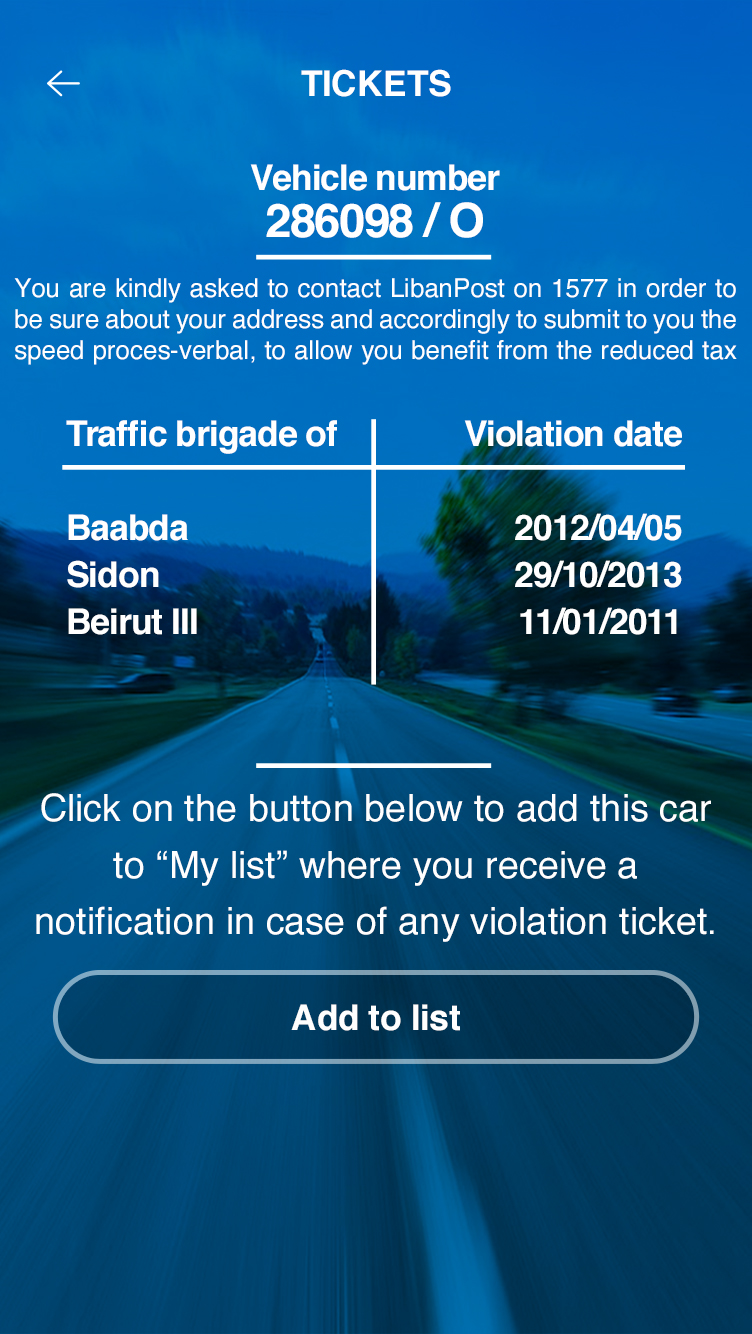 TICKETS
Vehicle number
286098 / O
You are kindly asked to contact LibanPost on 1577 in order to
be sure about your address and accordingly to submit to you the
speed proces-verbal, to allow you benefit from the reduced tax
Traffic brigade of Violation date
Baabda 2012/04/05
Sidon 29/10/2013
Beirut III 11/01/2011
Click on the button below to add this car
to “My list” where you receive a
notification in case of any violation ticket.
Add to list